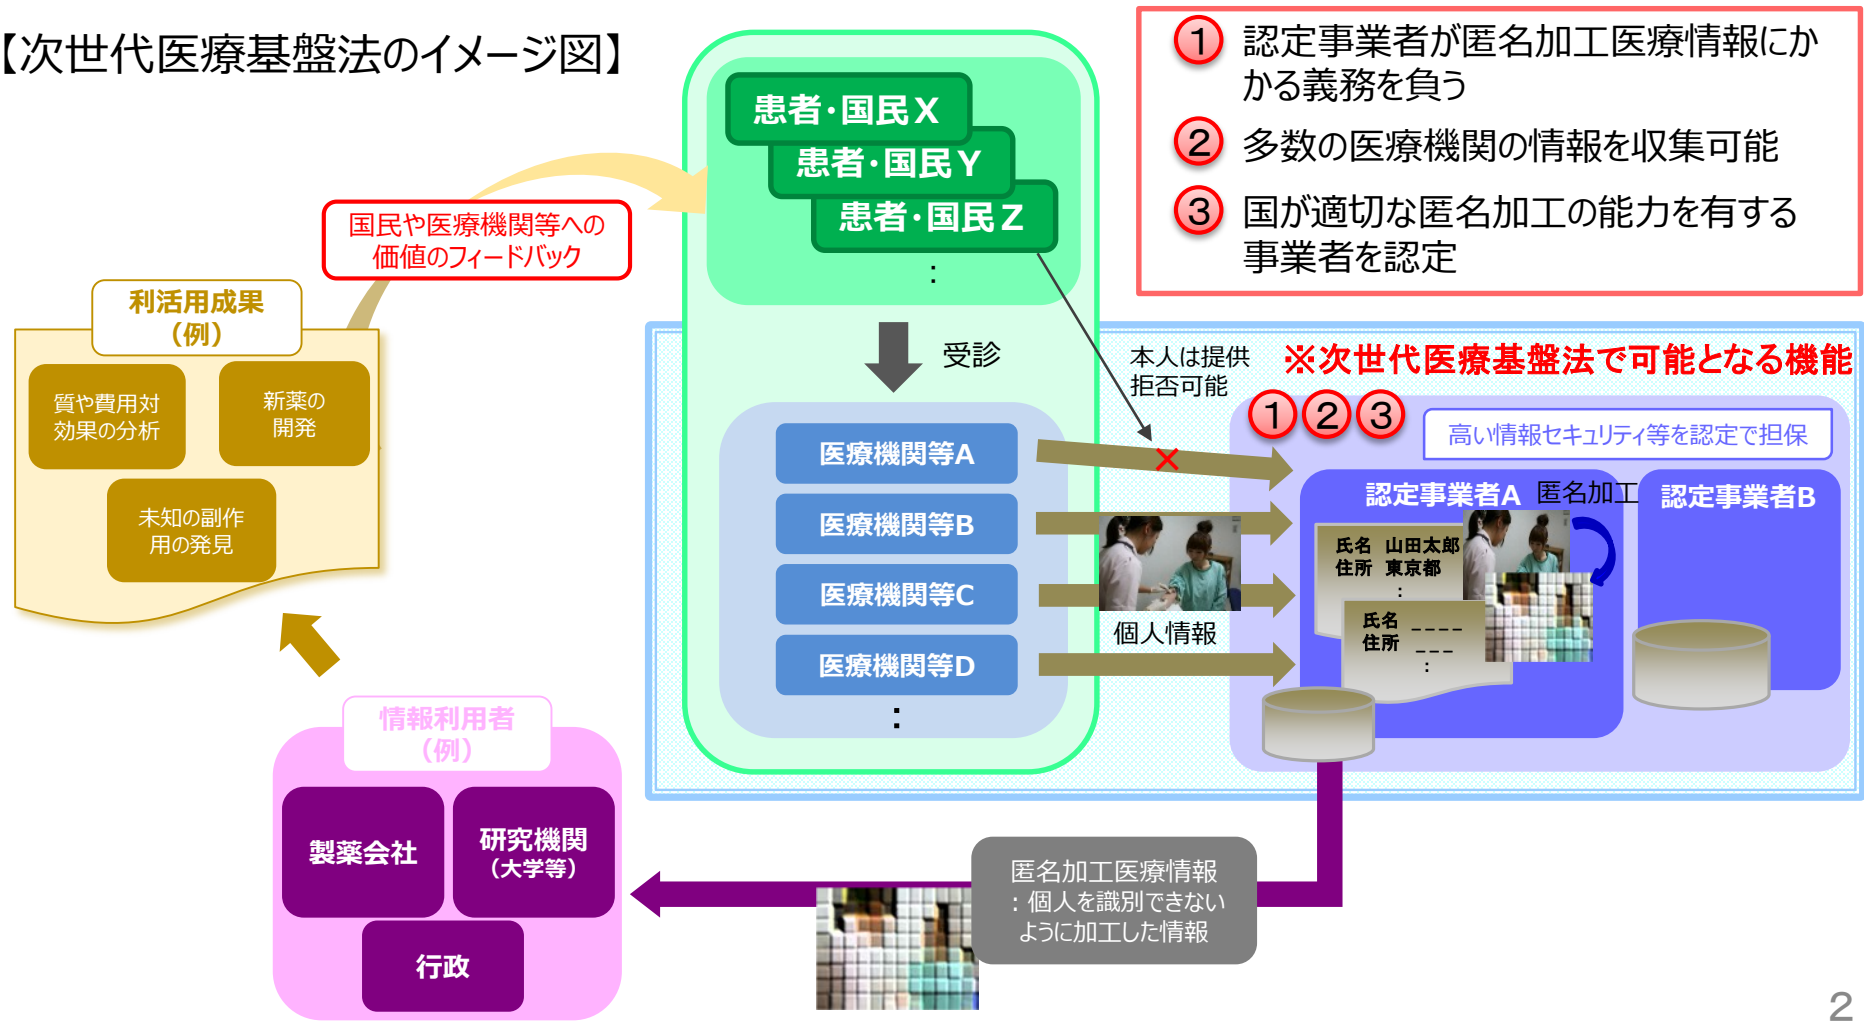 【次世代医療基盤法のイメージ図】
① 認定事業者が匿名加工医療情報にか
かる義務を負う
② 多数の医療機関の情報を収集可能
③ 国が適切な匿名加工の能力を有する
事業者を認定
患者・国民X
患者・国民Y
患者・国民Z
：
国民や医療機関等への
価値のフィードバック
利活用成果
（例）
質や費用対
効果の分析
新薬の
開発
未知の副作
用の発見
受診
本人は提供
拒否可能
※次世代医療基盤法で可能となる機能
①②③
高い情報セキュリティ等を認定で担保
医療機関等A
医療機関等B
医療機関等C
医療機関等D
：
×
個人情報
認定事業者A
匿名加工
認定事業者B
氏名 山田太郎
住所 東京都
：
氏名 ____
住所 ___
：
情報利用者
（例）
製薬会社
研究機関
（大学等）
行政
匿名加工医療情報
：個人を識別できない
ように加工した情報
2